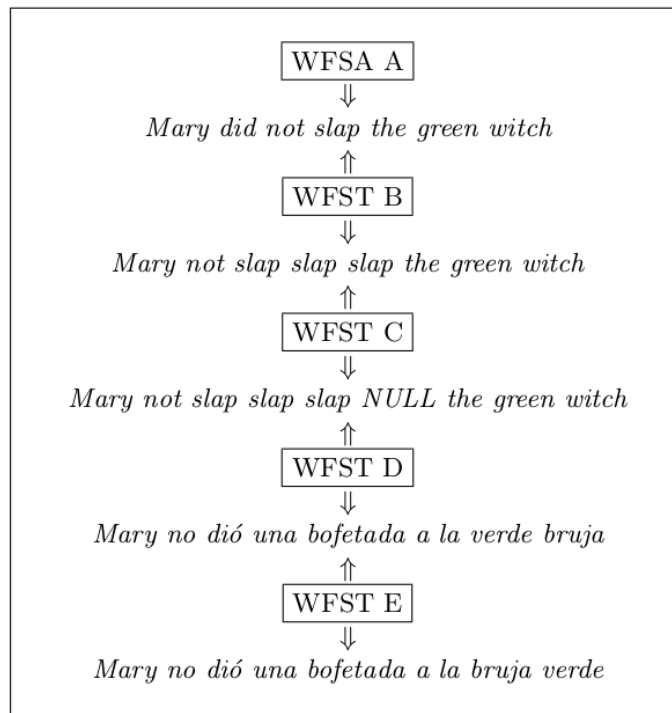 WFSA A
⇓
Mary did not slap the green witch
⇑
WFST B
⇓
Mary not slap slap slap the green witch
⇑
WFST C
⇓
Mary not slap slap slap NULL the green witch
⇑
WFST D
⇓
Mary no dió una bofetada a la verde bruja
⇑
WFST E
⇓
Mary no dió una bofetada a la bruja verde